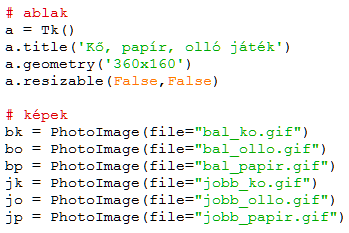 # ablak
a = Tk()
a.title('Kő, papír, olló játék')
a.geometry('360x160')
a.resizable(False,False)
# képek
bk = PhotoImage(file="bal_ko.gif")
bo = PhotoImage(file="bal_ollo.gif")
bp = PhotoImage(file="bal_papir.gif")
jk = PhotoImage(file="jobb_ko.gif")
jo = PhotoImage(file="jobb_ollo.gif")
jp = PhotoImage(file="jobb_papir.gif")